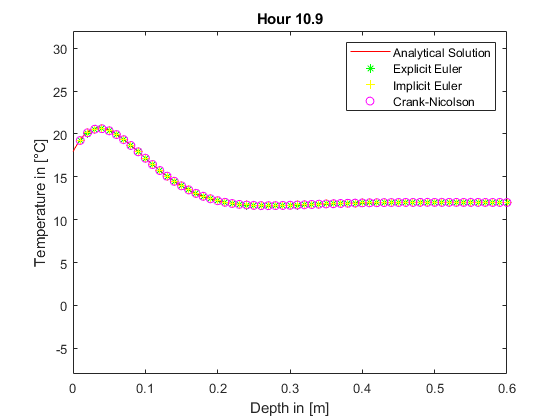 Hour 10.9
Analytical Solution
Explicit Euler
Implicit Euler
Crank-Nicolson
Temperature in [°C]
30
25
20
15
10
5
0
-5
0
0.1
0.2
0.3
0.4
0.5
0.6
Depth in [m]